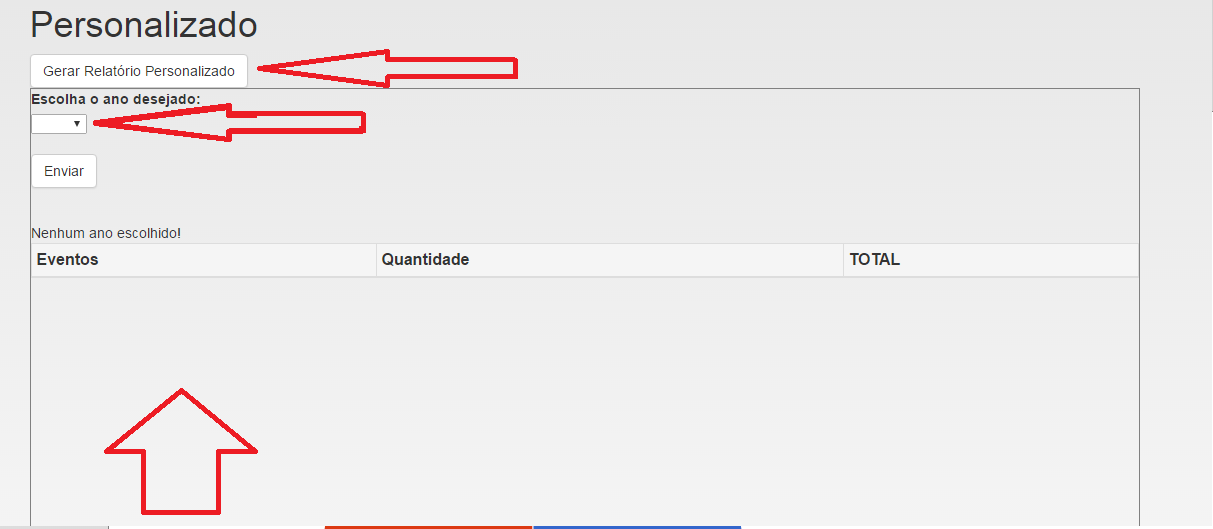 Personalizado
Gerar Relatório Personalizado
Escolha o ano desejado:
Enviar
Nenhum ano escolhido!
Eventos Quantidade TOTAL